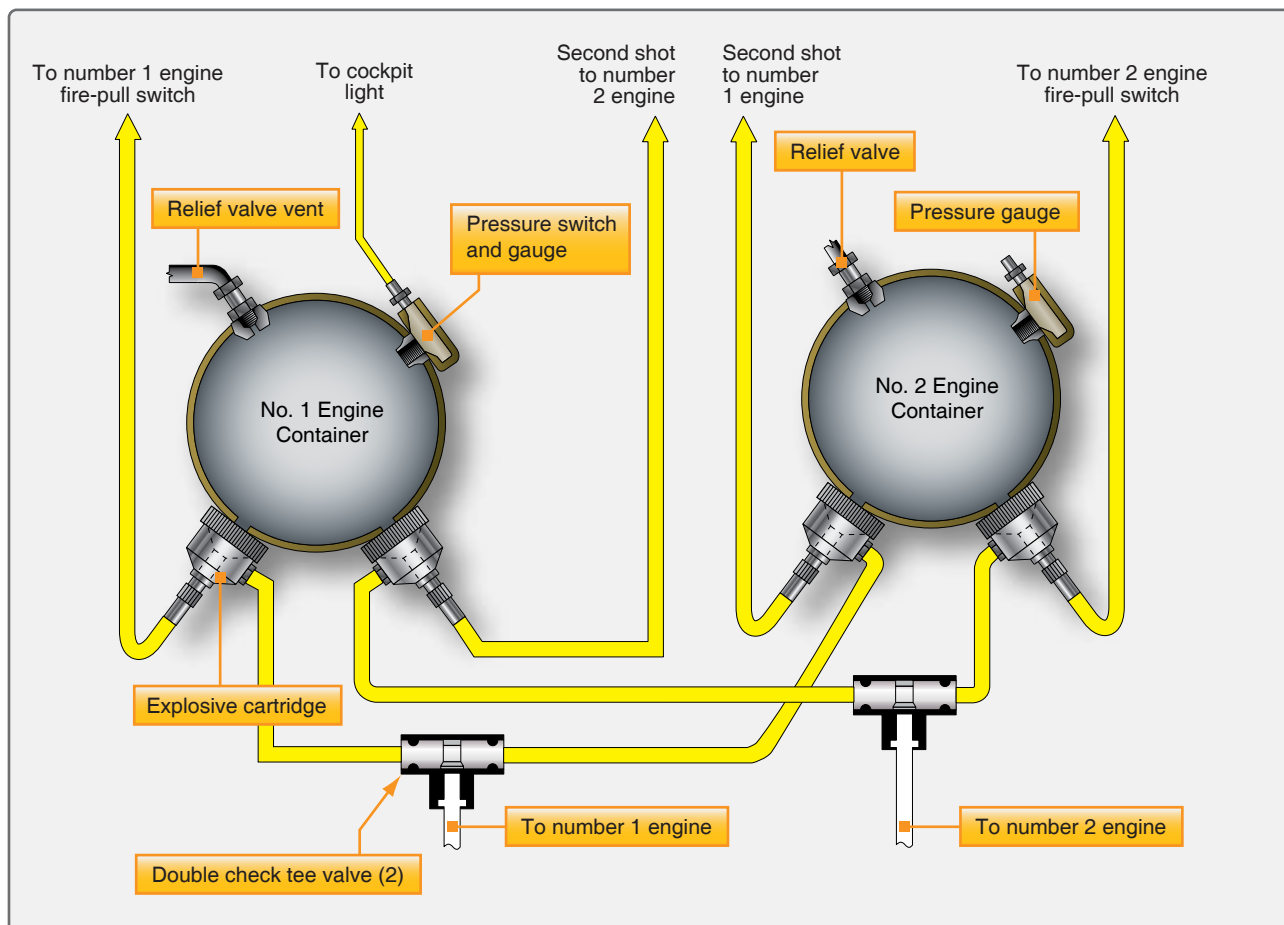 To number 1 engine
fire-pull switch
To cockpit
light
Second shot
to number
2 engine
Second shot
to number
1 engine
To number 2 engine
fire-pull switch
Relief valve vent
Pressure switch
and gauge
Relief valve
Pressure gauge
No. 1 Engine
Container
No. 2 Engine
Container
Explosive cartridge
To number 1 engine
To number 2 engine
Double check tee valve (2)